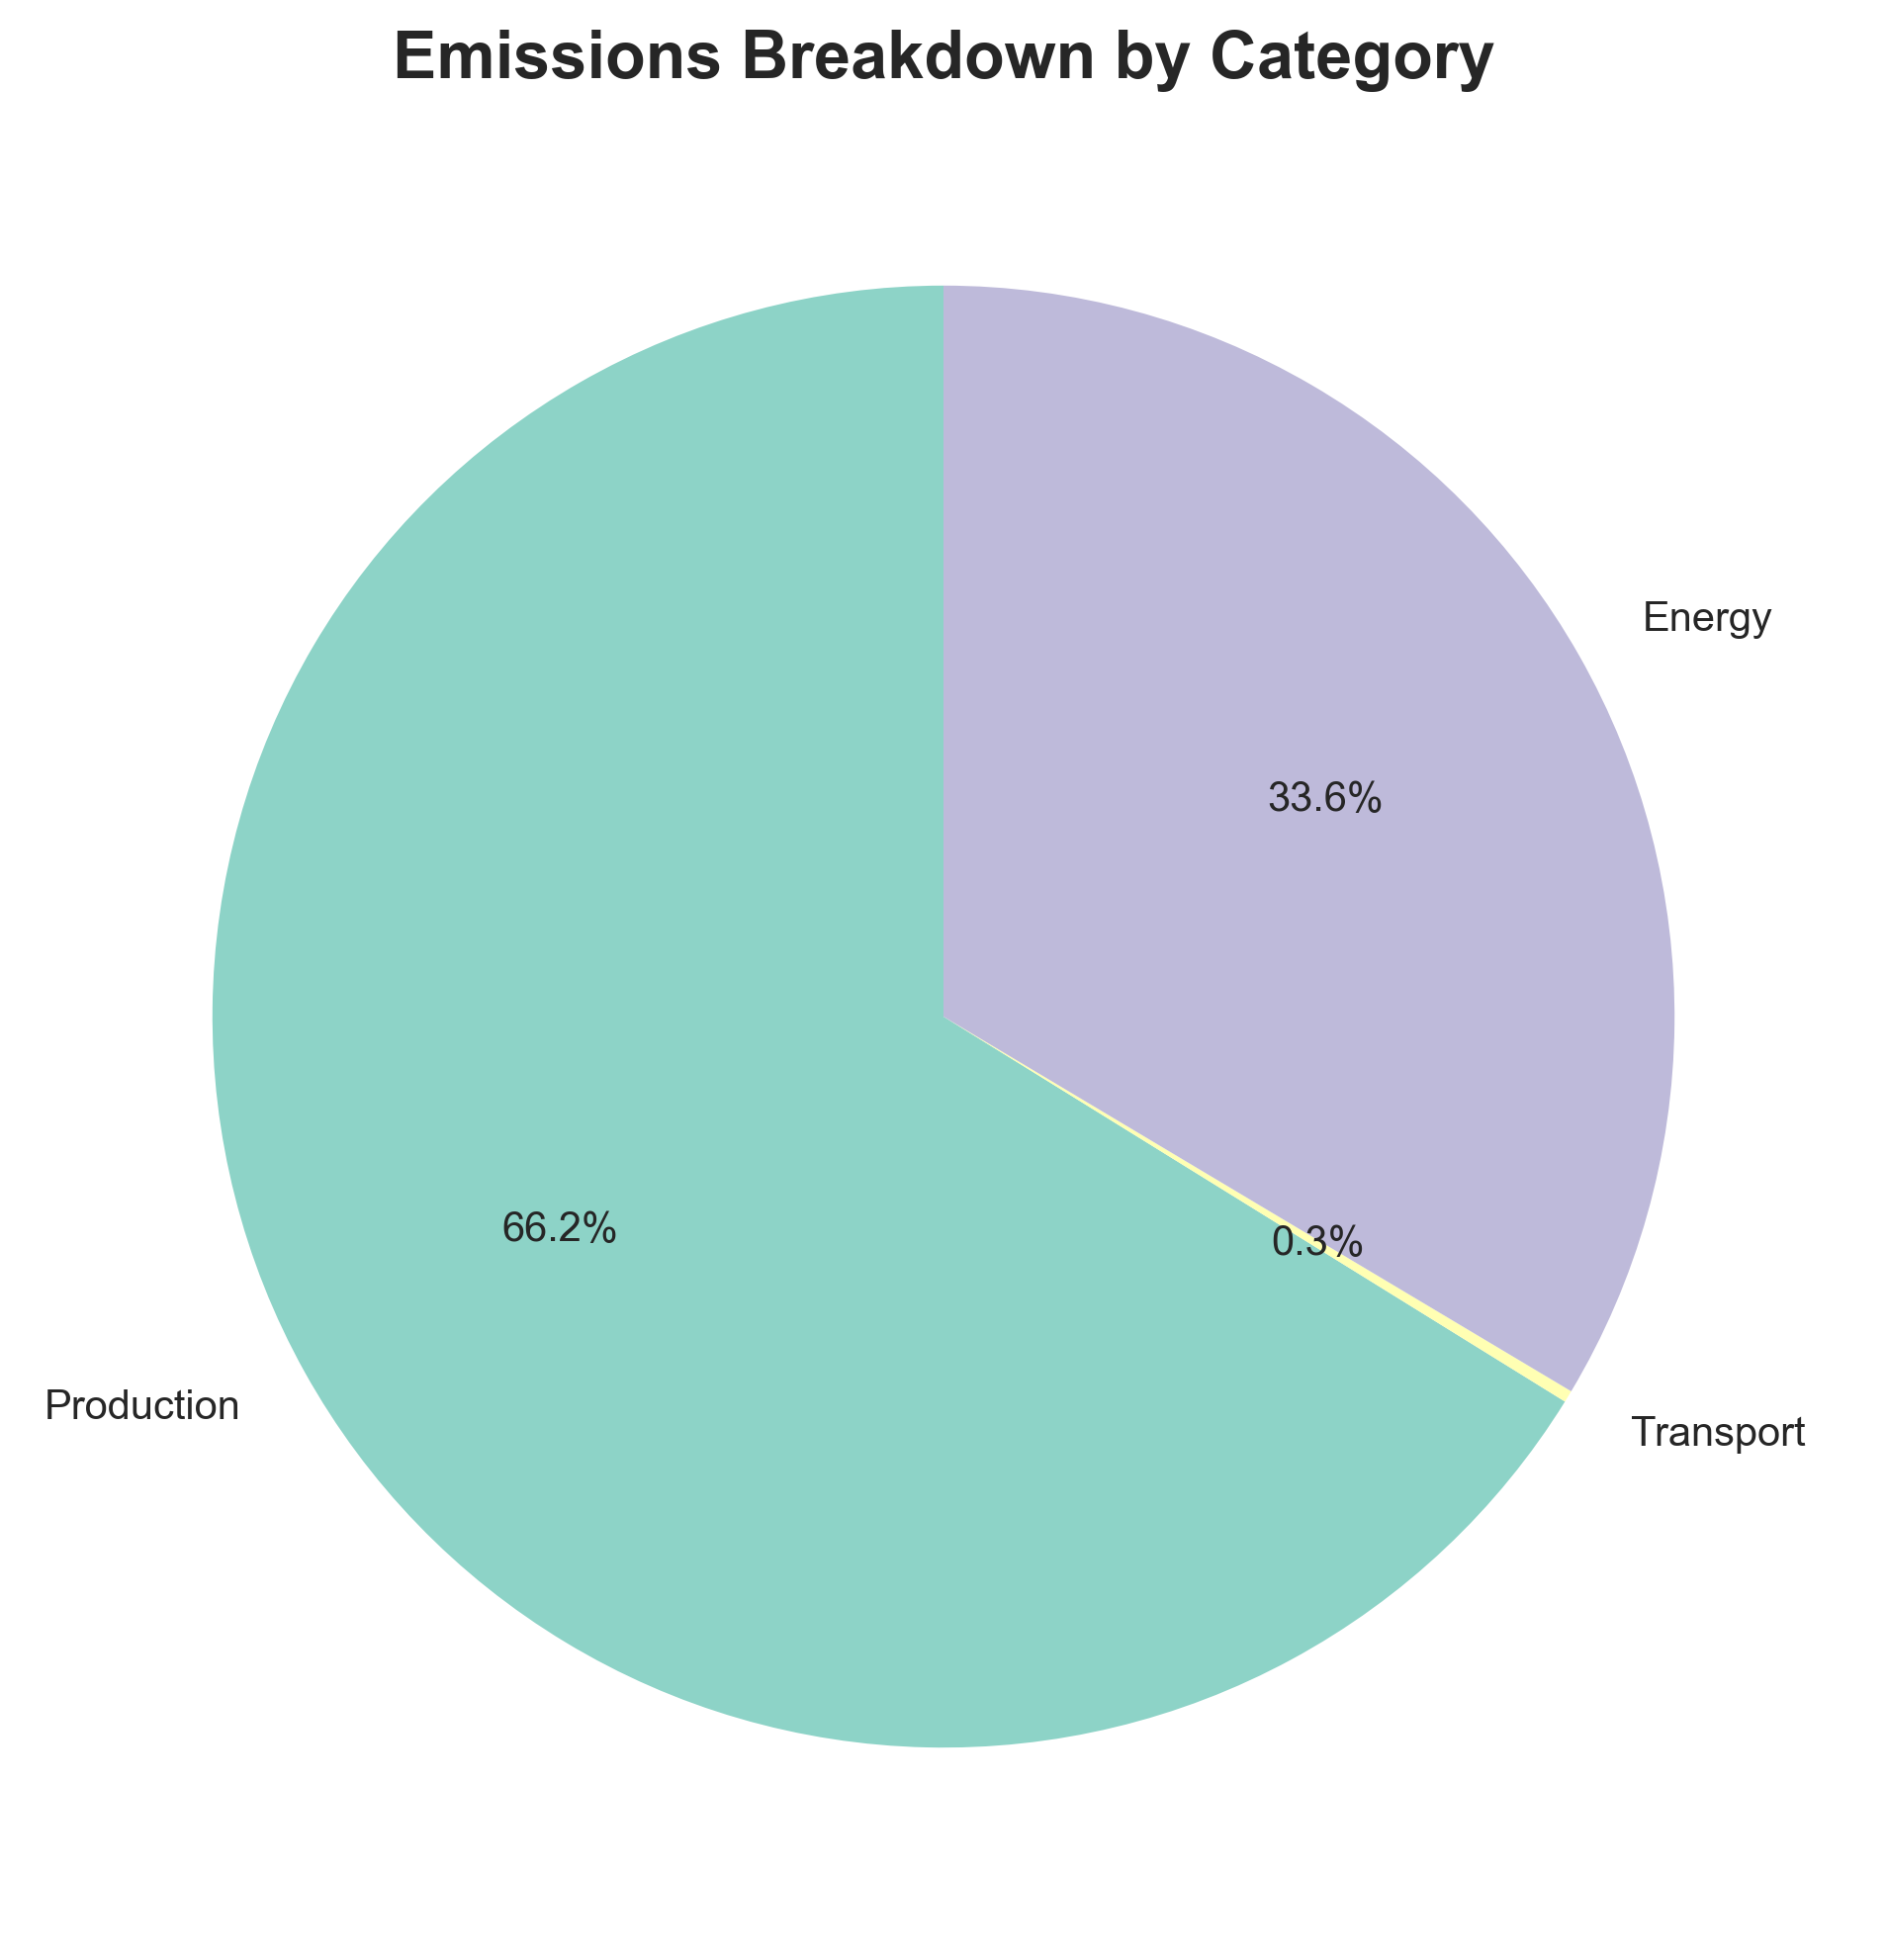 Emissions Breakdown by Category
Energy
33.6%
66.2%
0.3%
Production
Transport